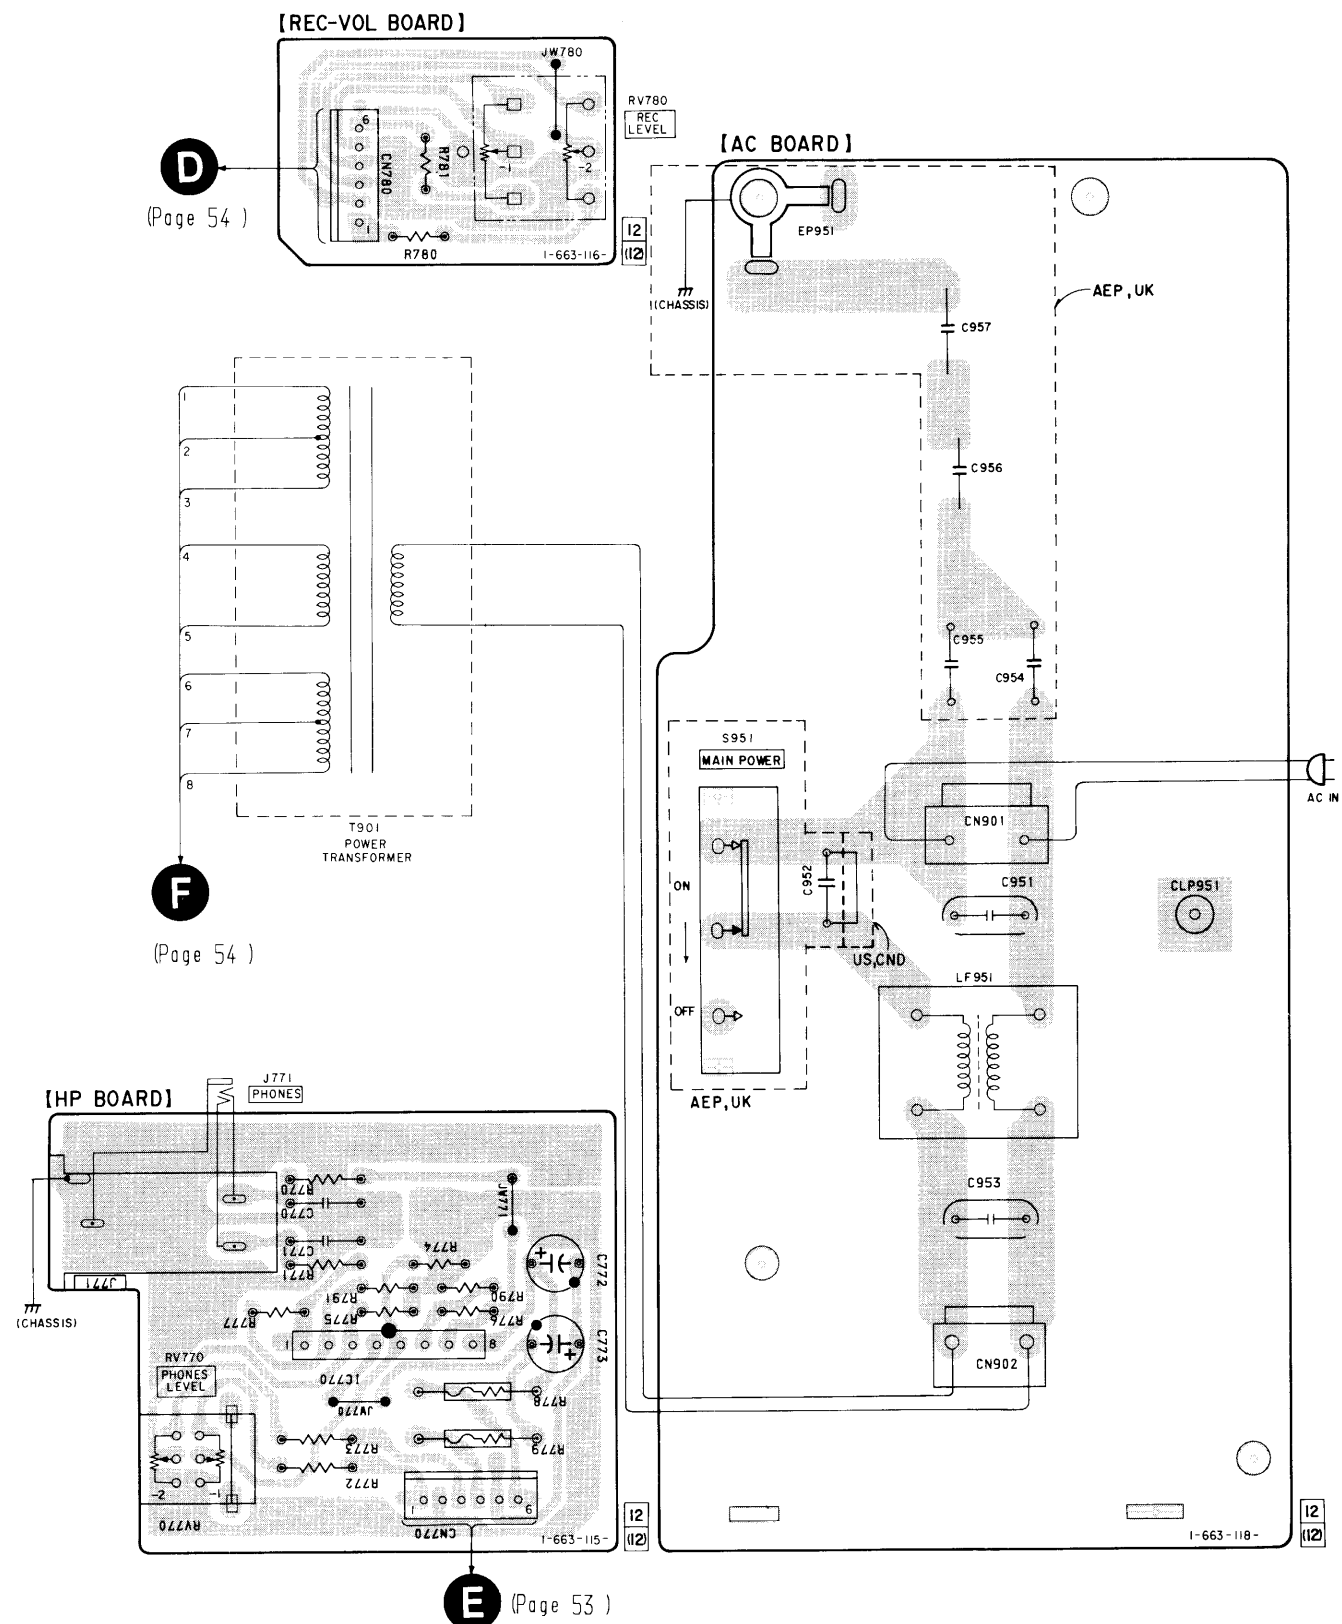 【REC-VOL BOARD】
JW780
RV780
REC
LEVEL
6
CN780
1
R781
-1
-2
R780
1-663-116-
12
(12)
D
(Page 54 )
【AC BOARD】
EP951
(CHASSIS)
AEP,UK
C957
C956
C955
C954
1
2
3
4
5
6
7
8
T901
POWER
TRANSFORMER
F
(Page 54 )
S951
MAIN POWER
ON
OFF
C952
US,CND
AEP,UK
CN901
AC IN
C951
CLP951
LF951
C953
CN902
1-663-118-
12
(12)
【HP BOARD】
J771
PHONES
J771
(CHASSIS)
R770
C770
C771
R771
JW771
R774
C772
R791
R790
R777
R775
R776
C773
1
8
IC770
RV770
PHONES
LEVEL
JW770
R778
R773
R779
R772
-2
-1
RV770
1
6
CN770
1-663-115-
12
(12)
E
(Page 53 )